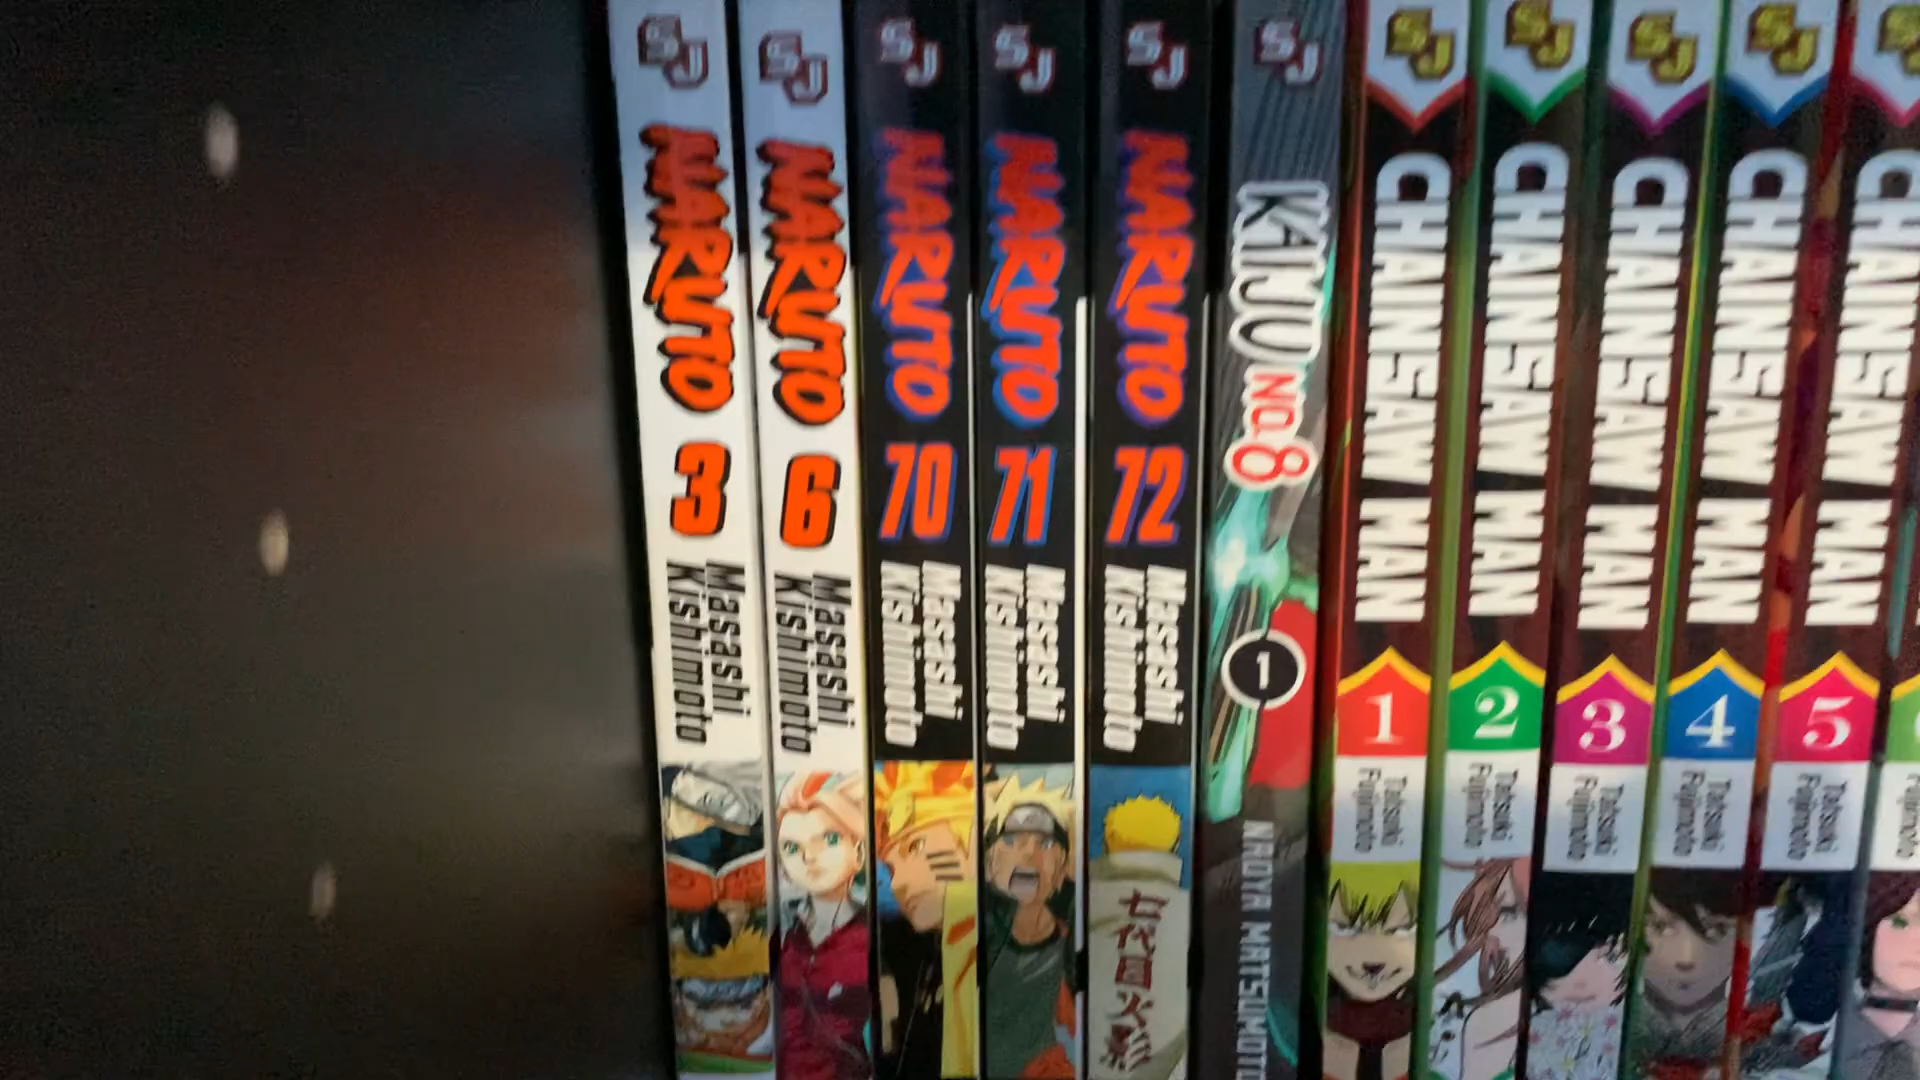 SJ
NARUTO
3
Masashi
Kishimoto
SJ
NARUTO
6
Masashi
Kishimoto
SJ
NARUTO
70
Masashi
Kishimoto
SJ
NARUTO
71
Masashi
Kishimoto
SJ
NARUTO
72
Masashi
Kishimoto
七代目火影
SJ
KAIJU NO. 8
1
NAOYA MATSUMOTO
SJ
CHAINSAW MAN
1
Tatsuki
Fujimoto
SJ
CHAINSAW MAN
2
Tatsuki
Fujimoto
SJ
CHAINSAW MAN
3
Tatsuki
Fujimoto
SJ
CHAINSAW MAN
4
Tatsuki
Fujimoto
SJ
CHAINSAW MAN
5
Tatsuki
Fujimoto